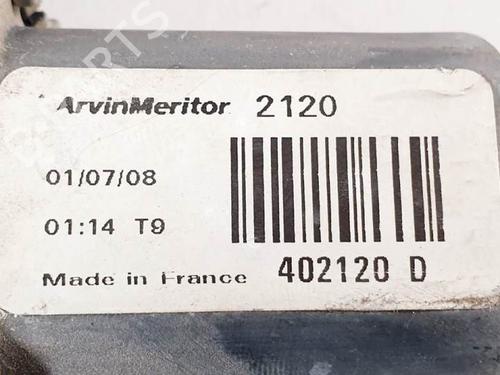 ArvinMeritor 2120
01/07/08
01:14 T9
Made in France 402120 D